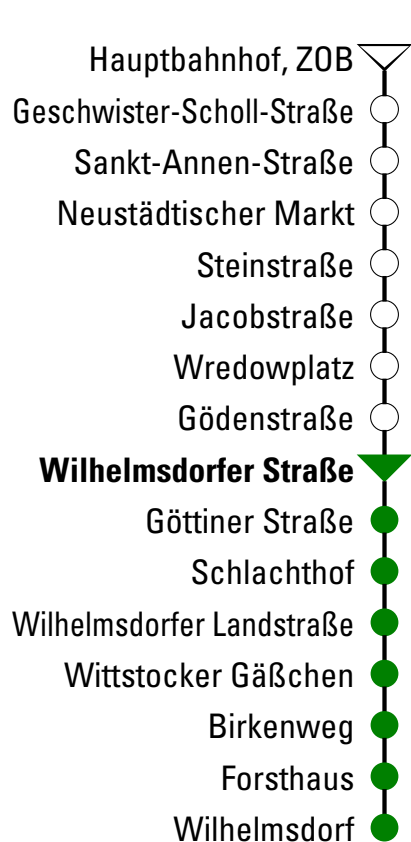 Hauptbahnhof, ZOB
Geschwister-Scholl-Straße
Sankt-Annen-Straße
Neustädtischer Markt
Steinstraße
Jacobstraße
Wredowplatz
Gödenstraße
Wilhelmsdorfer Straße
Göttiner Straße
Schlachthof
Wilhelmsdorfer Landstraße
Wittstocker Gäßchen
Birkenweg
Forsthaus
Wilhelmsdorf